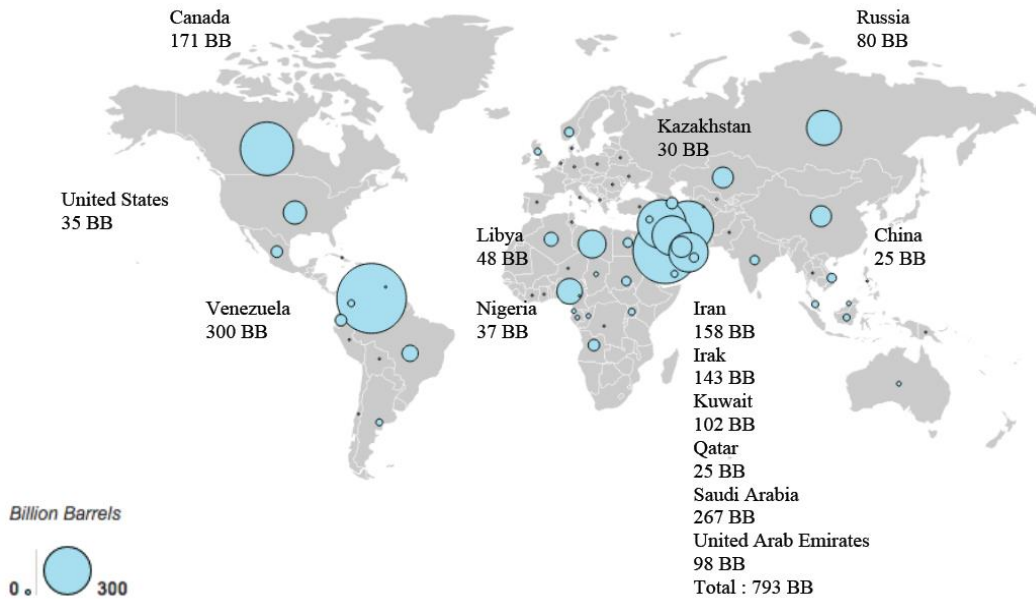 Canada
171 BB
Russia
80 BB
Kazakhstan
30 BB
United States
35 BB
Libya
48 BB
China
25 BB
Venezuela
300 BB
Nigeria
37 BB
Iran
158 BB
Irak
143 BB
Kuwait
102 BB
Qatar
25 BB
Saudi Arabia
267 BB
United Arab Emirates
98 BB
Total : 793 BB
Billion Barrels
0 300